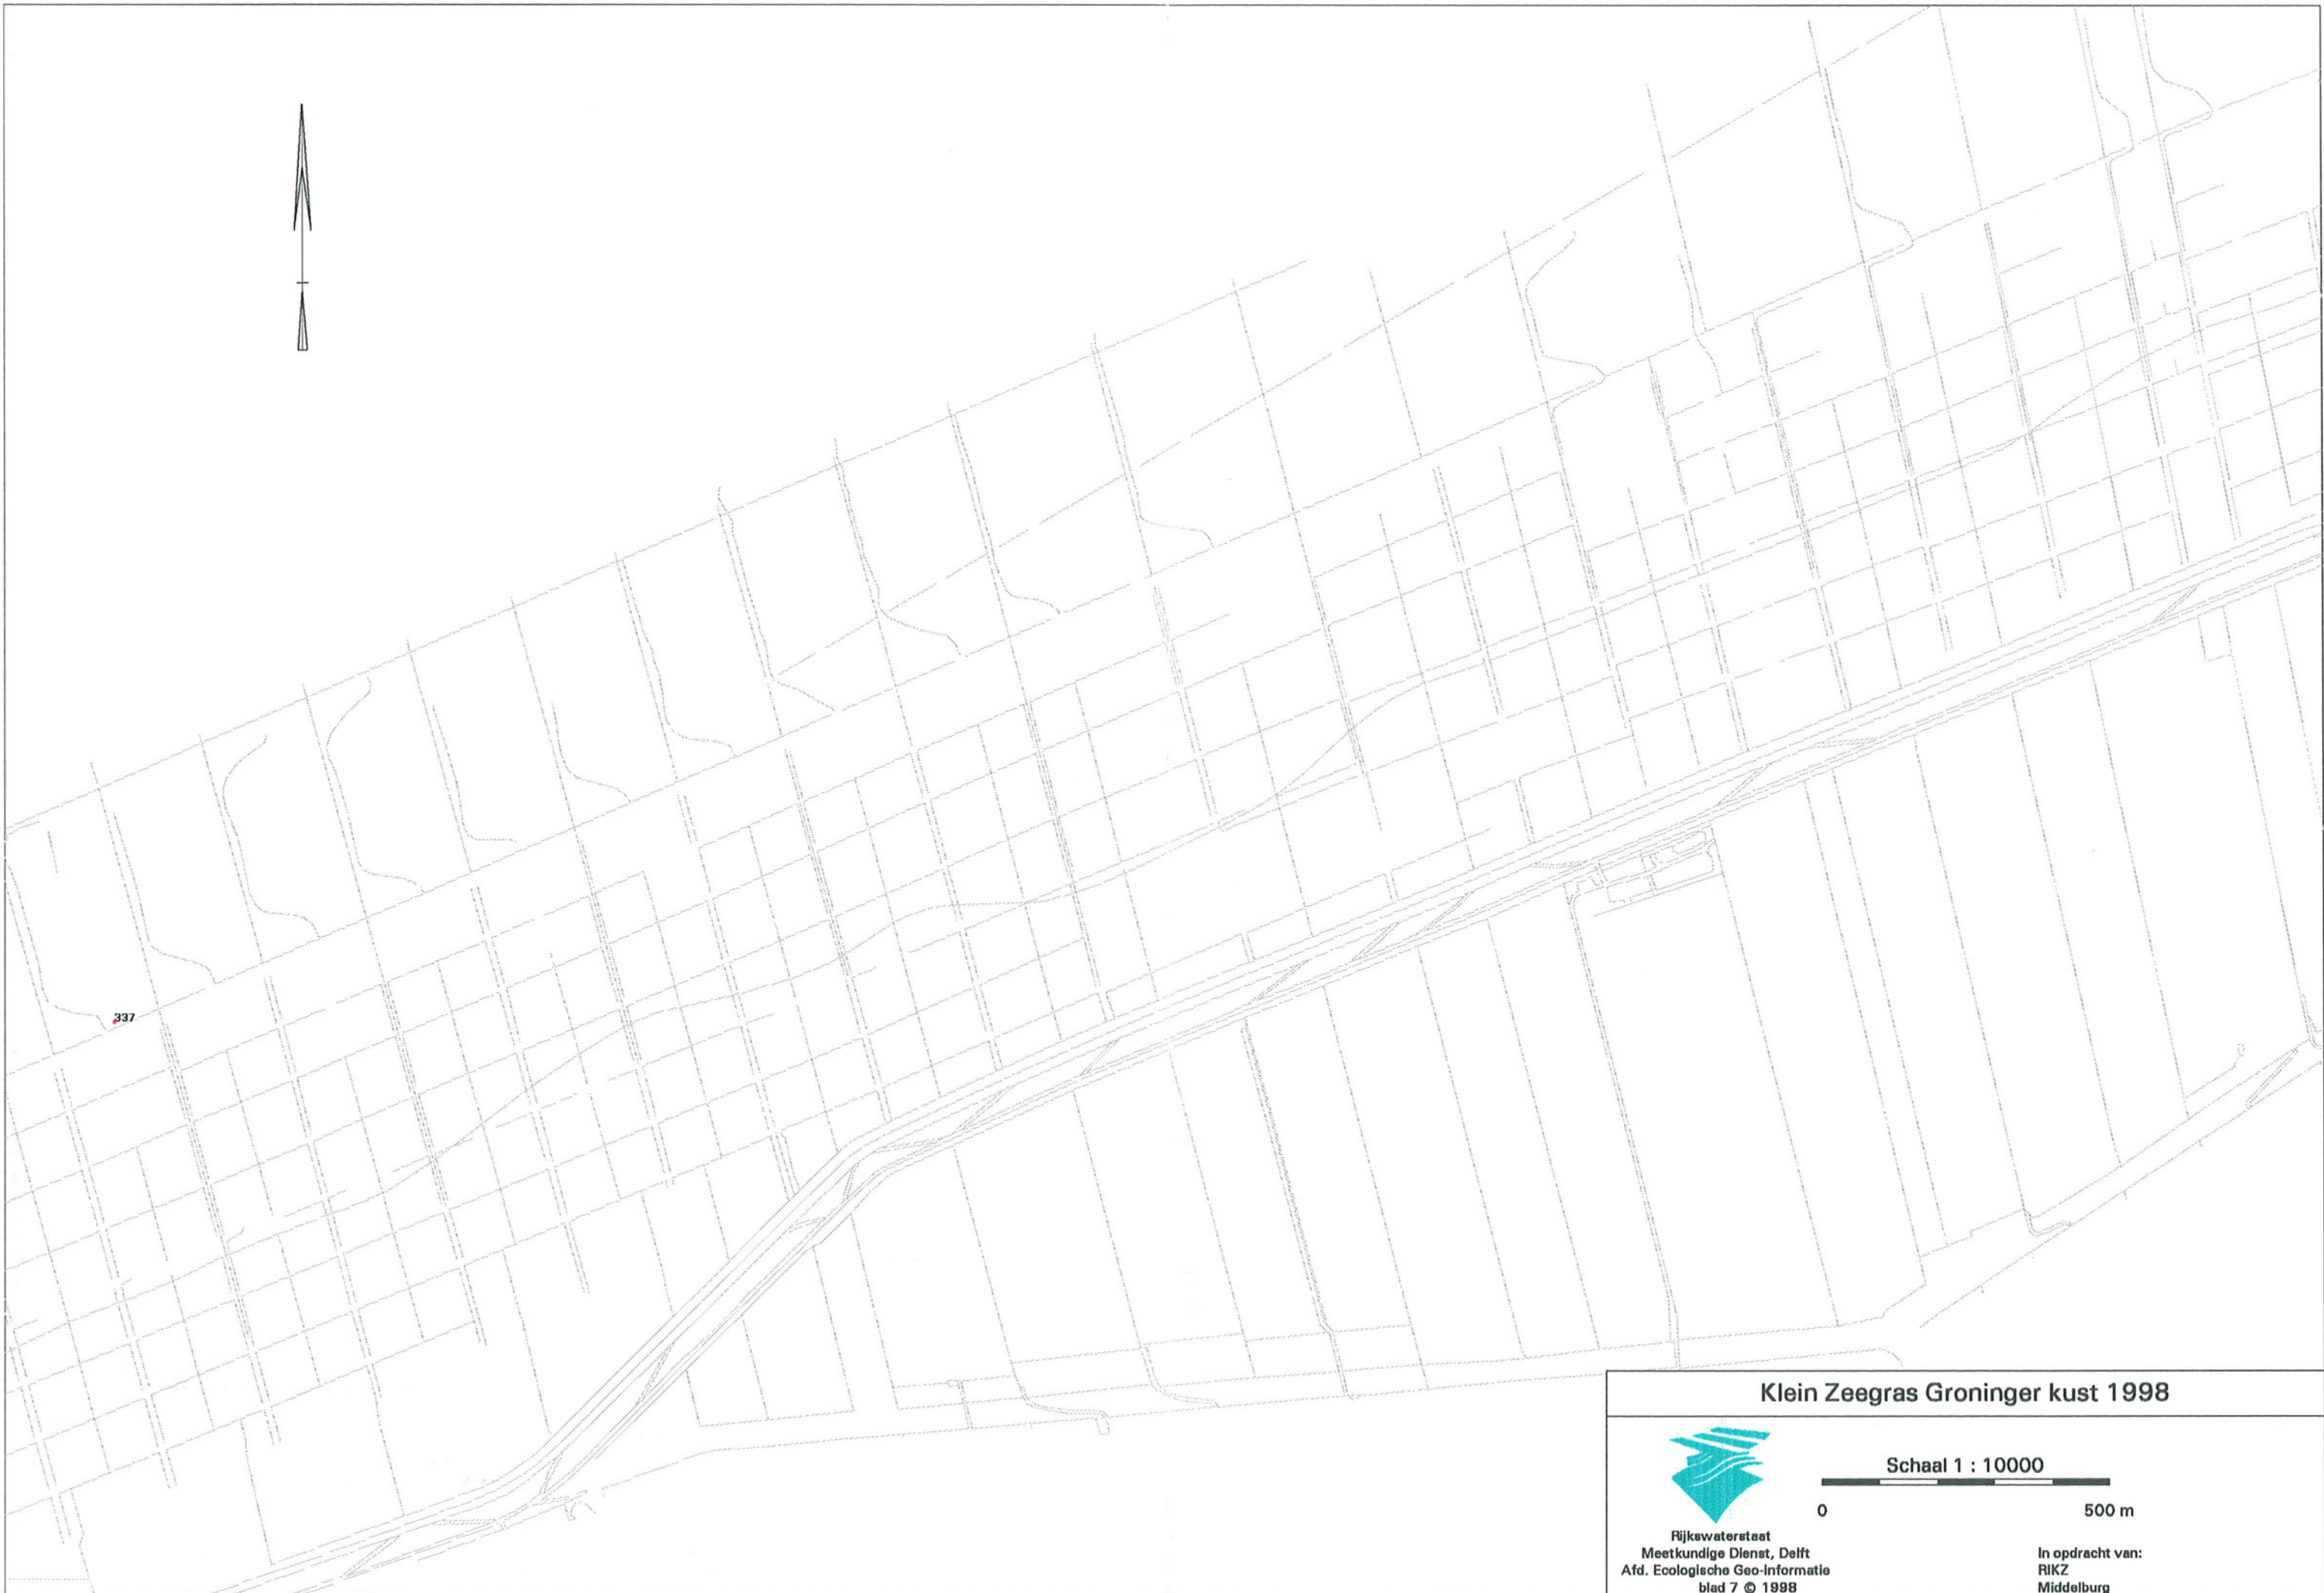 337
Klein Zeegras Groninger kust 1998
Schaal 1 : 10000
0 500 m
Rijkswaterstaat
Meetkundige Dienst, Delft
Afd. Ecologische Geo-Informatie
blad 7 © 1998
In opdracht van:
RIKZ
Middelburg